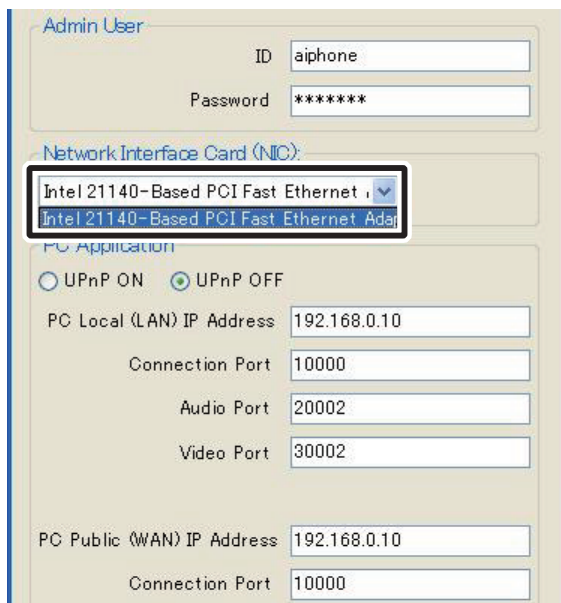 Admin User
ID aiphone
Password *******
Network Interface Card (NIC):
Intel 21140-Based PCI Fast Ethernet
Intel 21140-Based PCI Fast Ethernet Adap
PC Application
UPnP ON UPnP OFF
PC Local (LAN) IP Address 192.168.0.10
Connection Port 10000
Audio Port 20002
Video Port 30002
PC Public (WAN) IP Address 192.168.0.10
Connection Port 10000